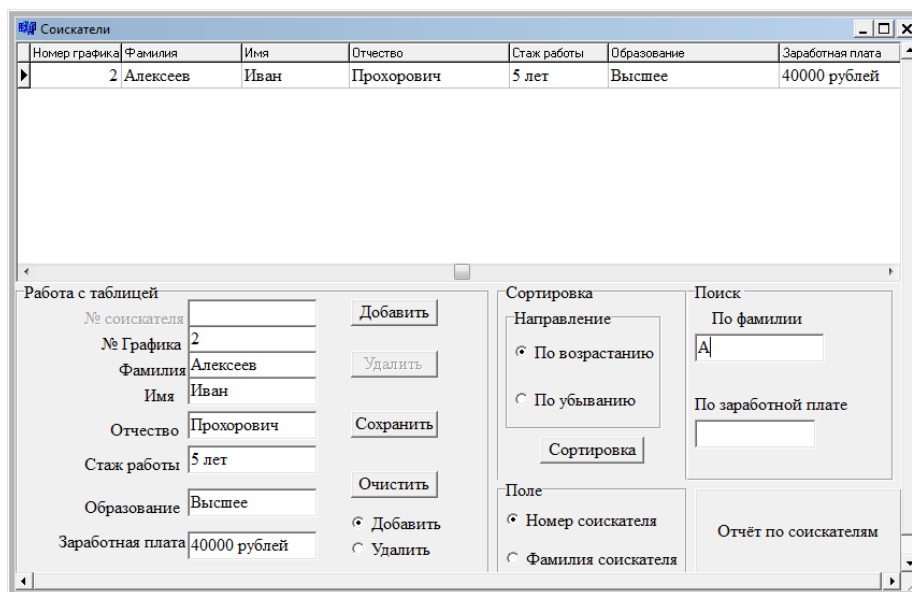 Соискатели
Номер графика Фамилия Имя Отчество Стаж работы Образование Заработная плата
2 Алексеев Иван Прохорович 5 лет Высшее 40000 рублей
Работа с таблицей
№ соискателя
№ Графика 2
Фамилия Алексеев
Имя Иван
Отчество Прохорович
Стаж работы 5 лет
Образование Высшее
Заработная плата 40000 рублей
Добавить
Удалить
Сохранить
Очистить
Добавить
Удалить
Сортировка
Направление
По возрастанию
По убыванию
Сортировка
Поле
Номер соискателя
Фамилия соискателя
Поиск
По фамилии
А
По заработной плате
Отчёт по соискателям